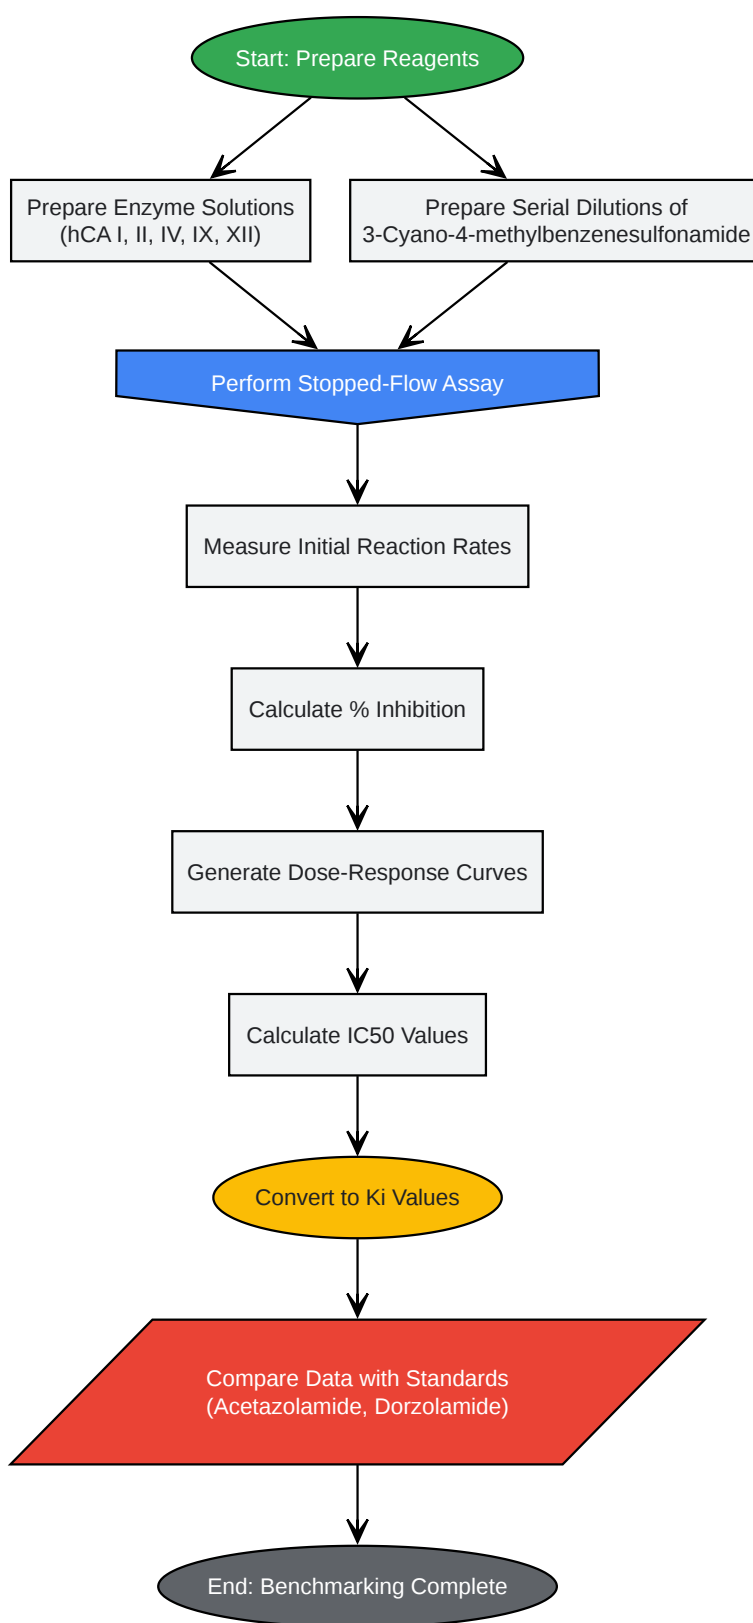 Start: Prepare Reagents
Prepare Enzyme Solutions
(hCA I, II, IV, IX, XII)
Prepare Serial Dilutions of
3-Cyano-4-methylbenzenesulfonamide
Perform Stopped-Flow Assay
Measure Initial Reaction Rates
Calculate % Inhibition
Generate Dose-Response Curves
Calculate IC50 Values
Convert to Ki Values
Compare Data with Standards
(Acetazolamide, Dorzolamide)
End: Benchmarking Complete